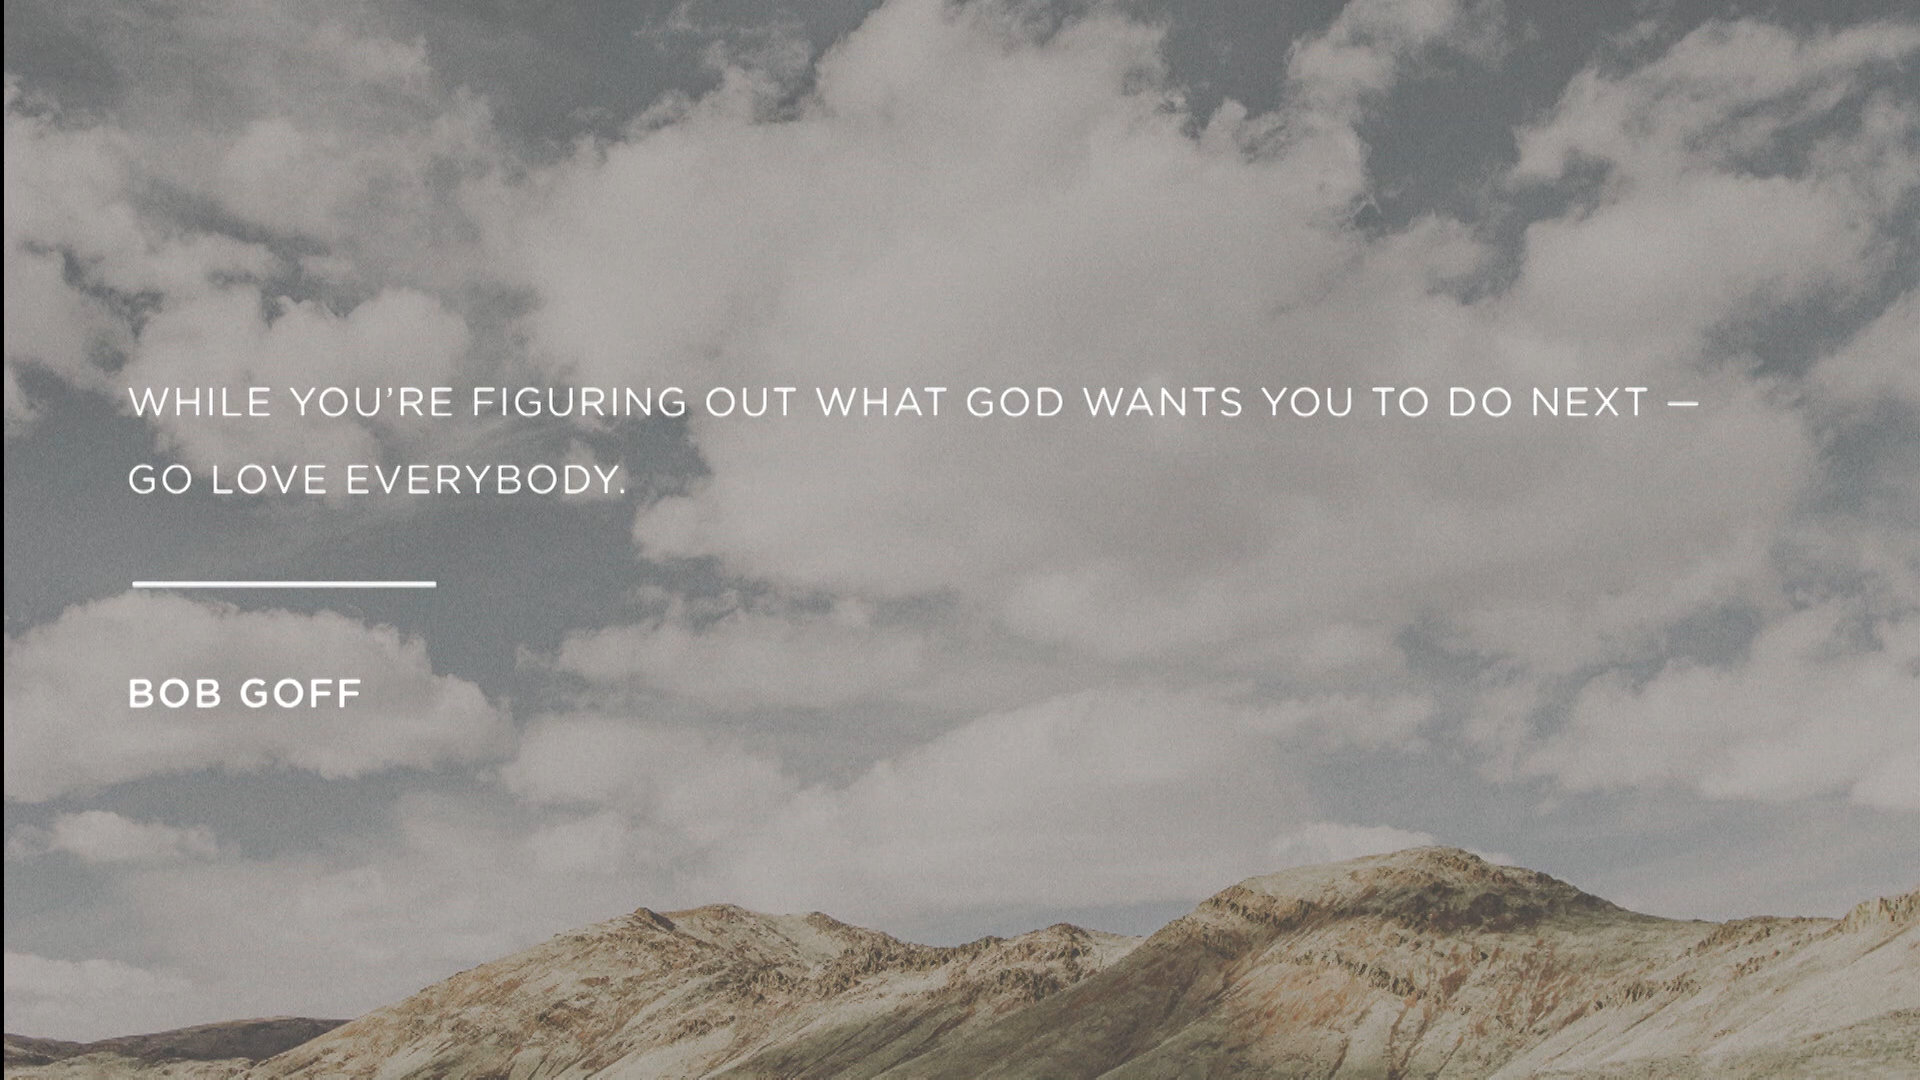 WHILE YOU’RE FIGURING OUT WHAT GOD WANTS YOU TO DO NEXT —
GO LOVE EVERYBODY.
BOB GOFF